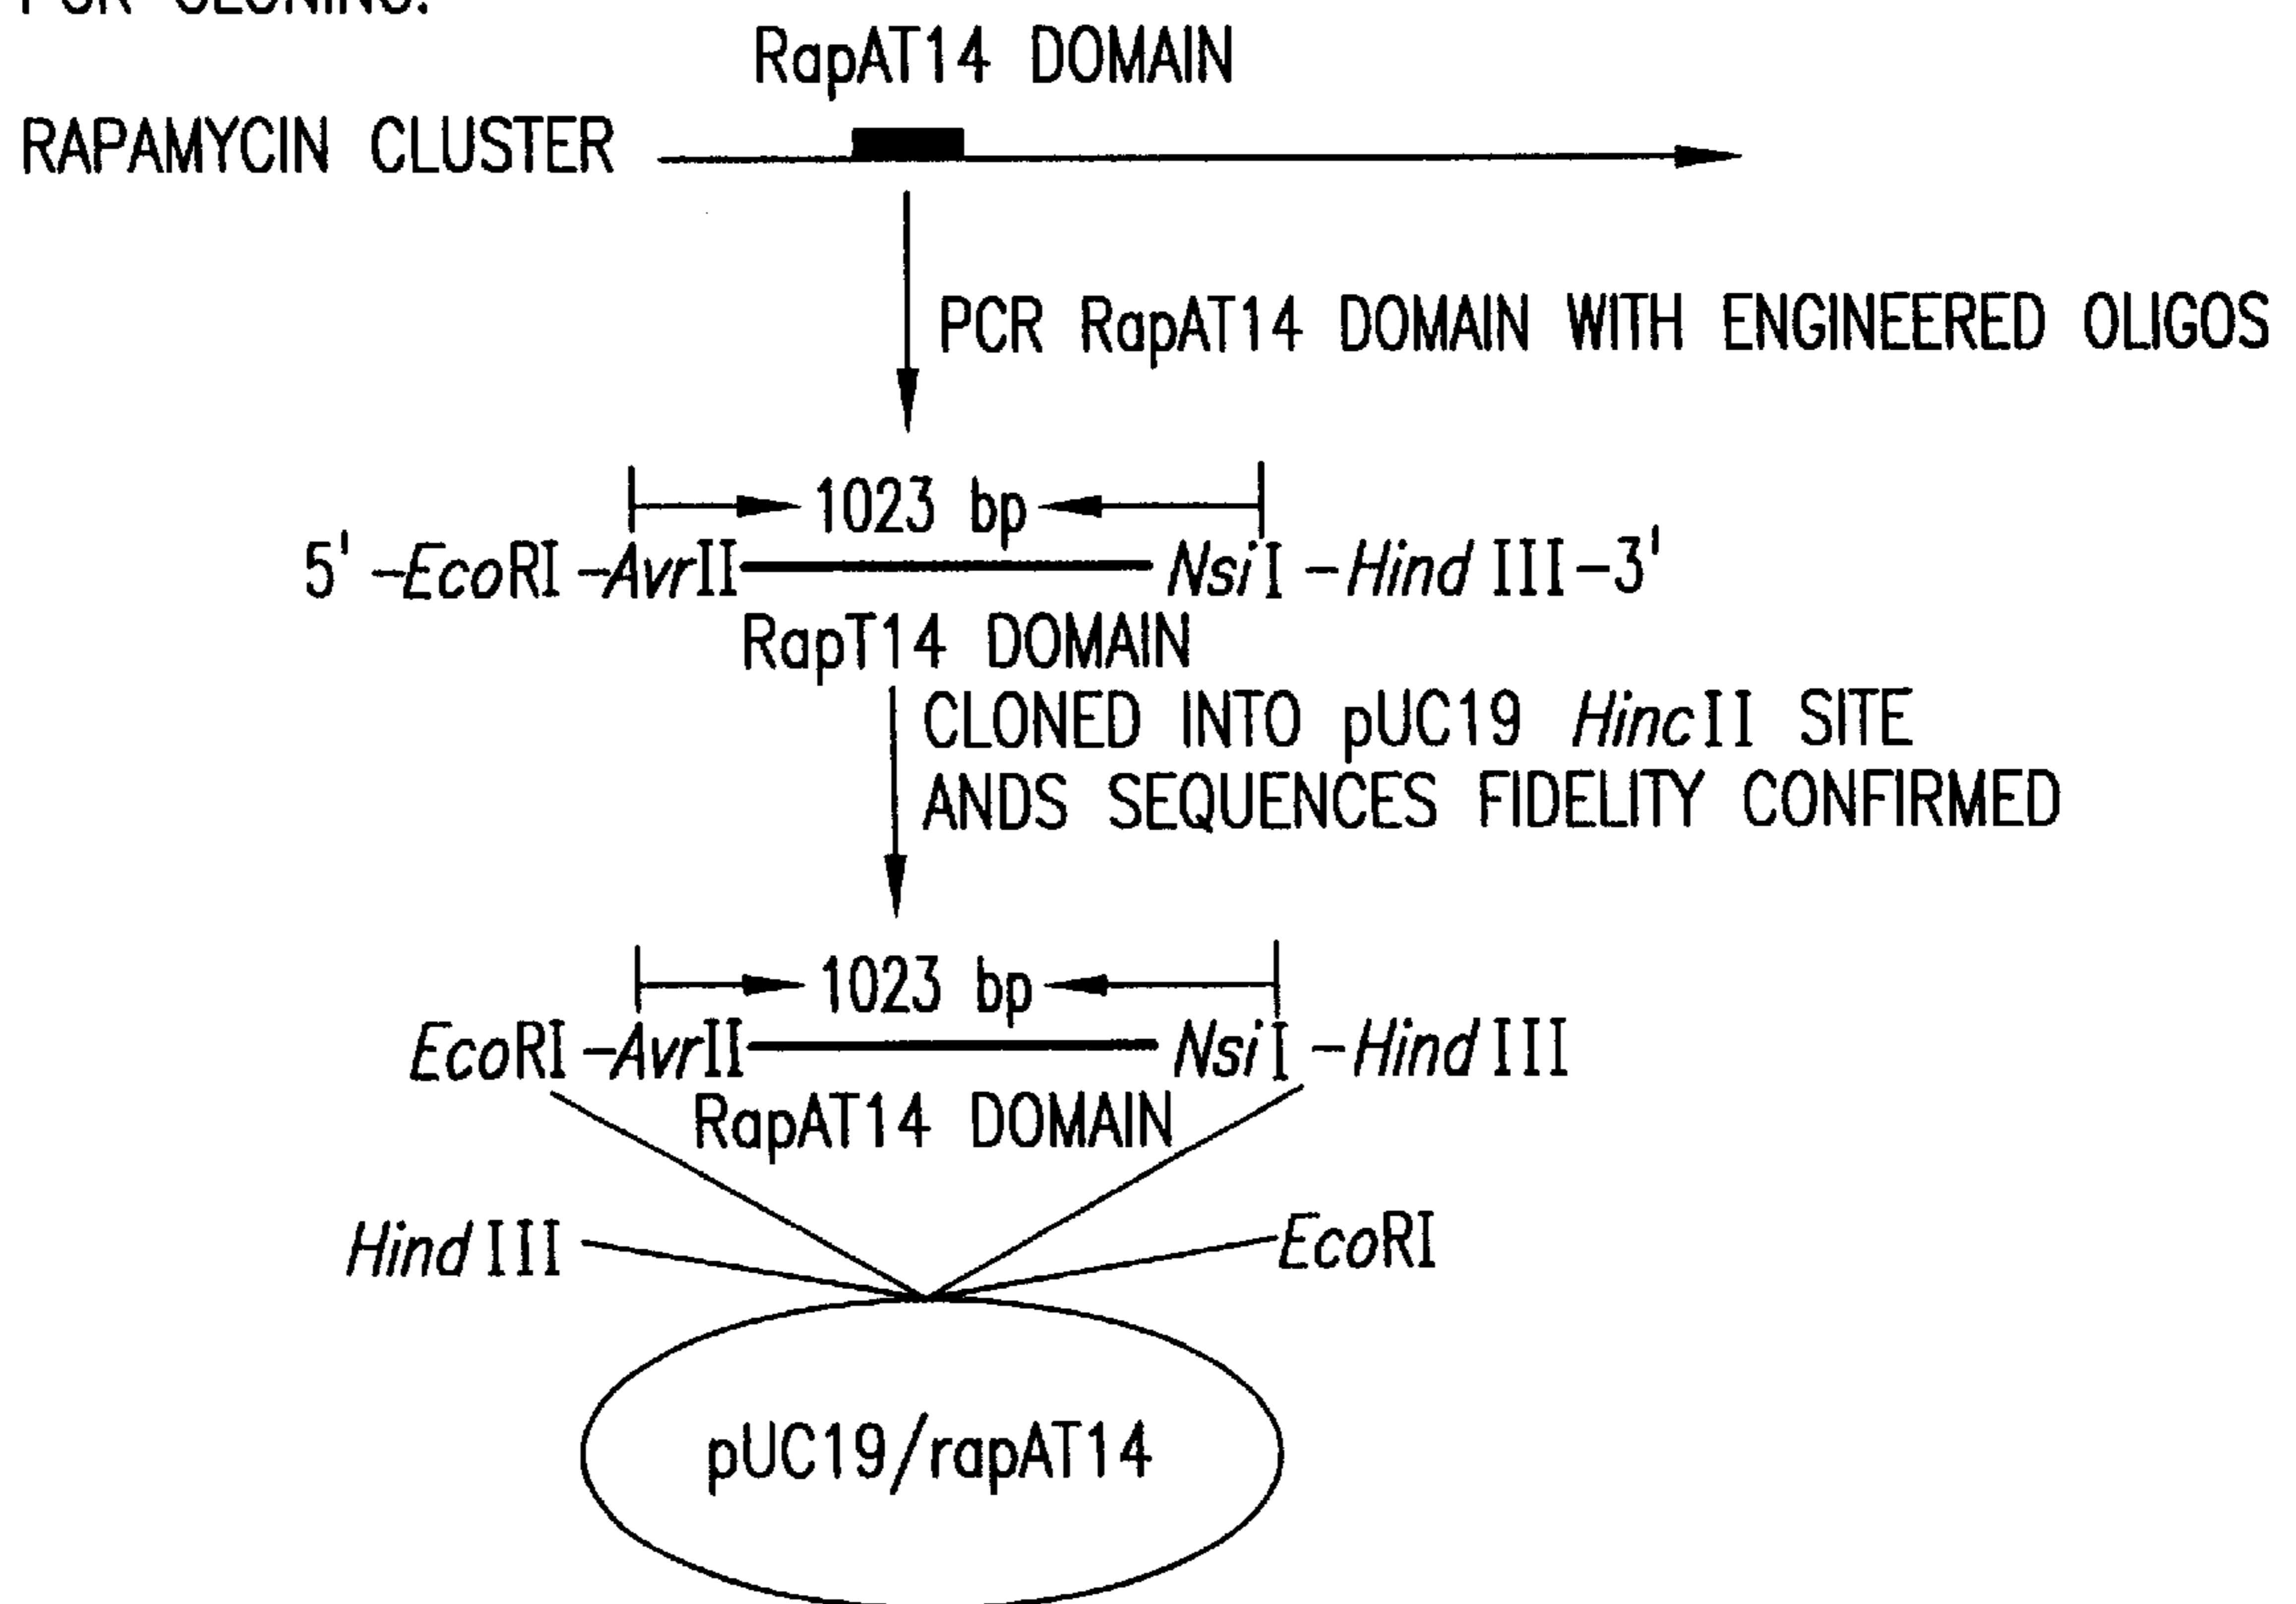 PCR CLONING:
RapAT14 DOMAIN
RAPAMYCIN CLUSTER
PCR RapAT14 DOMAIN WITH ENGINEERED OLIGOS
1023 bp
5' -EcoRI -AvrII NsiI -Hind III-3'
RapT14 DOMAIN
CLONED INTO pUC19 HincII SITE
ANDS SEQUENCES FIDELITY CONFIRMED
1023 bp
EcoRI -AvrII NsiI -Hind III
RapAT14 DOMAIN
Hind III EcoRI
pUC19/rapAT14